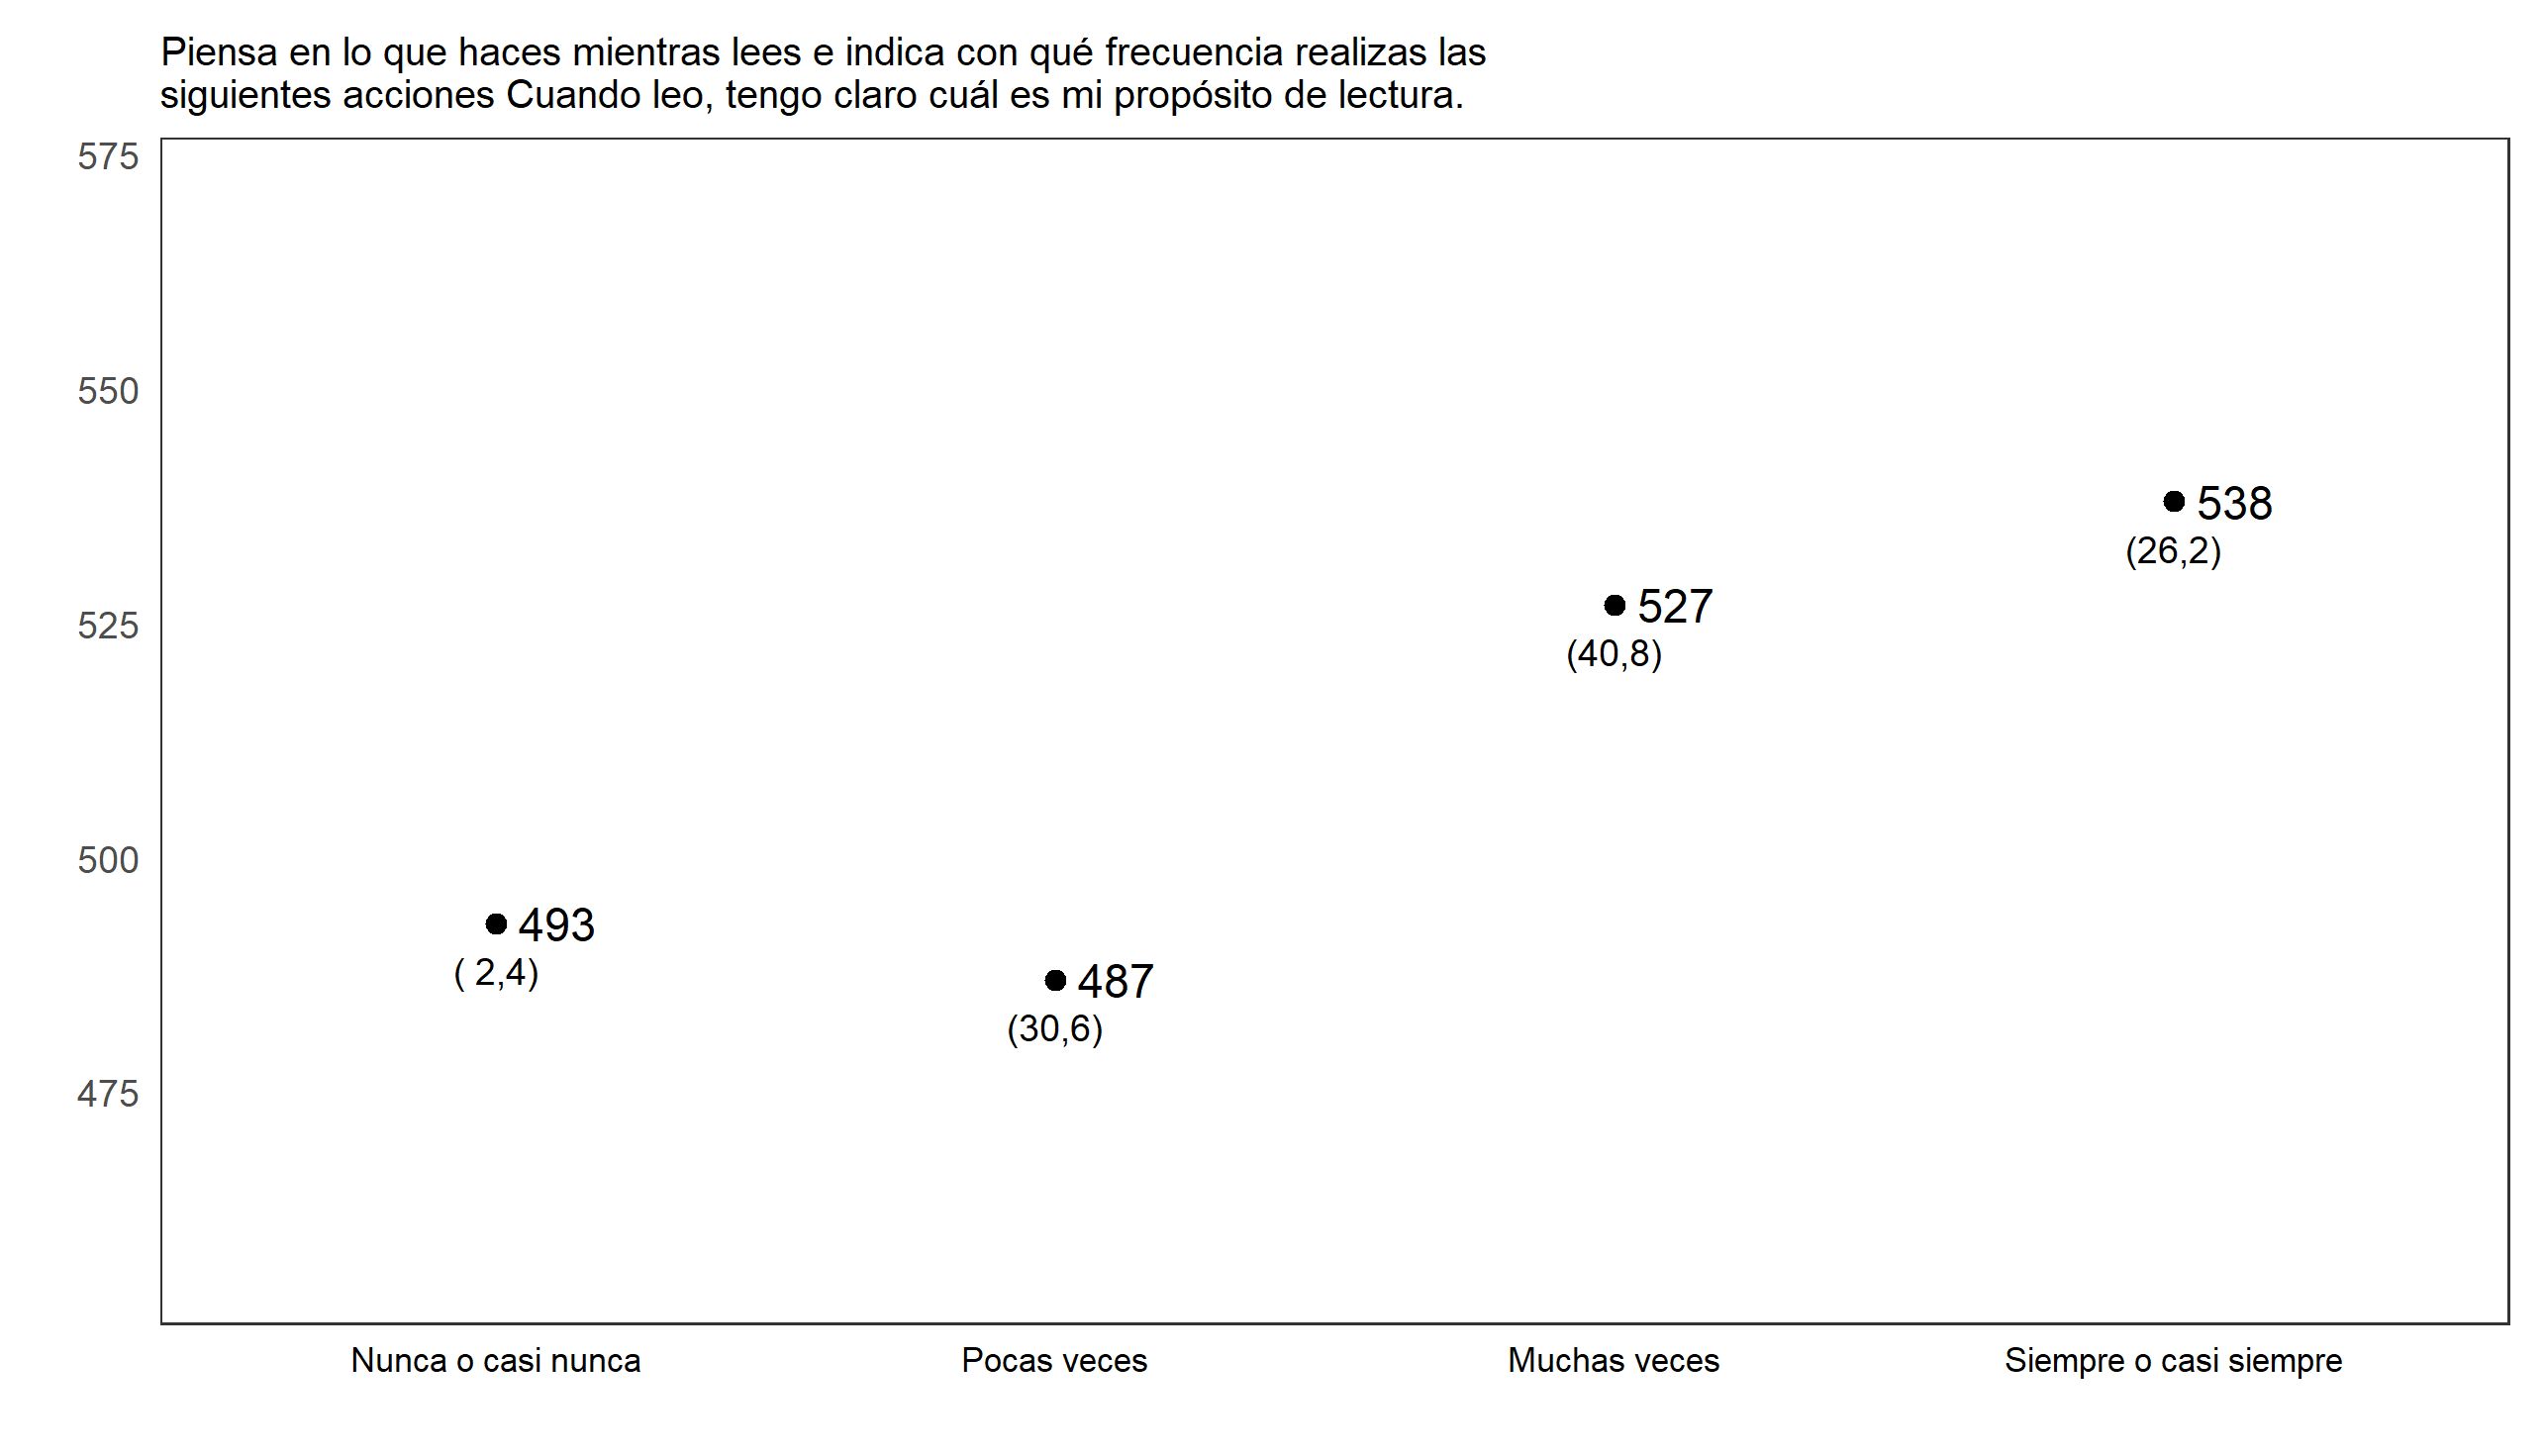 Piensa en lo que haces mientras lees e indica con qué frecuencia realizas las
siguientes acciones Cuando leo, tengo claro cuál es mi propósito de lectura.
575
550
538
(26,2)
525
527
(40,8)
500
493
( 2,4)
487
(30,6)
475
Nunca o casi nunca
Pocas veces
Muchas veces
Siempre o casi siempre